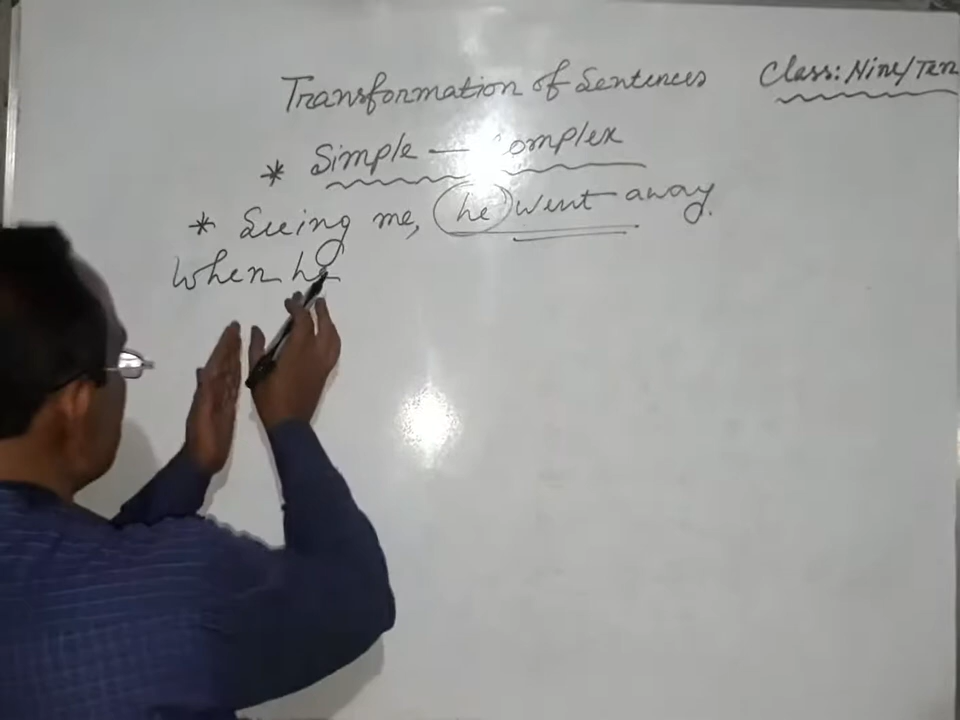 Transformation of Sentences
Class: Nine/Ten
* Simple — Complex
* Seeing me, he went away.
When he